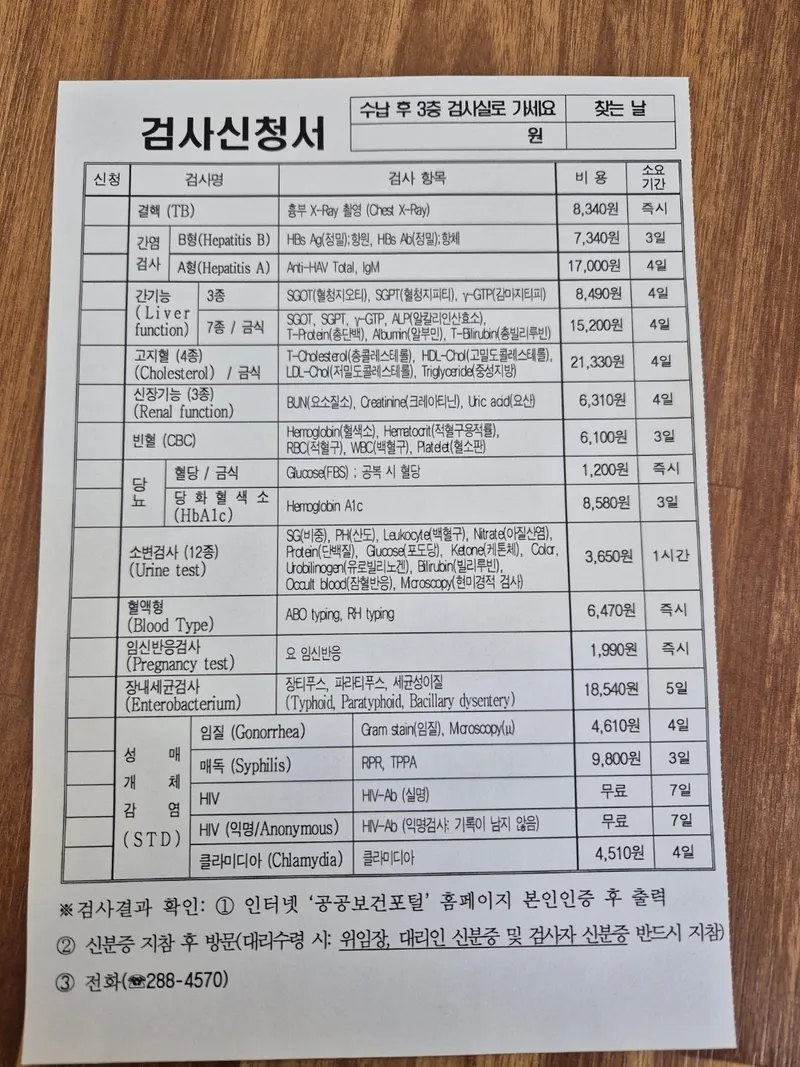 검사신청서
수납 후 3층 검사실로 가세요 찾는 날
원
신청 검사명 검사 항목 비 용 소요 기간
결핵 (TB) 흉부 X-Ray 촬영 (Chest X-Ray) 8,340원 즉시
간염 검사 B형(Hepatitis B) HBs Ag(정밀);항원, HBs Ab(정밀);항체 7,340원 3일
A형(Hepatitis A) Anti-HAV Total, IgM 17,000원 4일
간기능 (Liver function) 3종 SGOT(혈청지오티), SGPT(혈청지피티), γ-GTP(감마지티피) 8,490원 4일
7종 / 금식 SGOT, SGPT, γ-GTP, ALP(알칼리인산효소),
T-Protein(총단백), Albumin(알부민), T-Bilirubin(총빌리루빈) 15,200원 4일
고지혈 (4종) T-Cholesterol(총콜레스테롤), HDL-Chol(고밀도콜레스테롤),
(Cholesterol) / 금식 LDL-Chol(저밀도콜레스테롤), Triglyceride(중성지방) 21,330원 4일
신장기능 (3종)
(Renal function) BUN(요소질소), Creatinine(크레아티닌), Uric acid(요산) 6,310원 4일
빈혈 (CBC) Hemoglobin(혈색소), Hematocrit(적혈구용적률),
RBC(적혈구), WBC(백혈구), Platelet(혈소판) 6,100원 3일
당뇨 혈당 / 금식 Glucose(FBS) ; 공복 시 혈당 1,200원 즉시
당 화 혈 색 소
(HbA1c) Hemoglobin A1c 8,580원 3일
소변검사 (12종)
(Urine test) SG(비중), PH(산도), Leukocyte(백혈구), Nitrate(아질산염),
Protein(단백질), Glucose(포도당), Ketone(케톤체), Color,
Urobilinogen(유로빌리노겐), Bilirubin(빌리루빈),
Occult blood(잠혈반응), Microscopy(현미경적 검사) 3,650원 1시간
혈액형
(Blood Type) ABO typing, RH typing 6,470원 즉시
임신반응검사
(Pregnancy test) 요 임신반응 1,990원 즉시
장내세균검사 장티푸스, 파라티푸스, 세균성이질
(Enterobacterium) (Typhoid, Paratyphoid, Bacillary dysentery) 18,540원 5일
성 매 개 체 감 염 (STD) 임질 (Gonorrhea) Gram stain(임질), Microscopy(μ) 4,610원 4일
매독 (Syphilis) RPR, TPPA 9,800원 3일
HIV HIV-Ab (실명) 무료 7일
HIV (익명/Anonymous) HIV-Ab (익명검사: 기록이 남지 않음) 무료 7일
클라미디아 (Chlamydia) 클라미디아 4,510원 4일
※검사결과 확인: ① 인터넷 ‘공공보건포털’ 홈페이지 본인인증 후 출력
② 신분증 지참 후 방문(대리수령 시: 위임장, 대리인 신분증 및 검사자 신분증 반드시 지참)
③ 전화(☎288-4570)